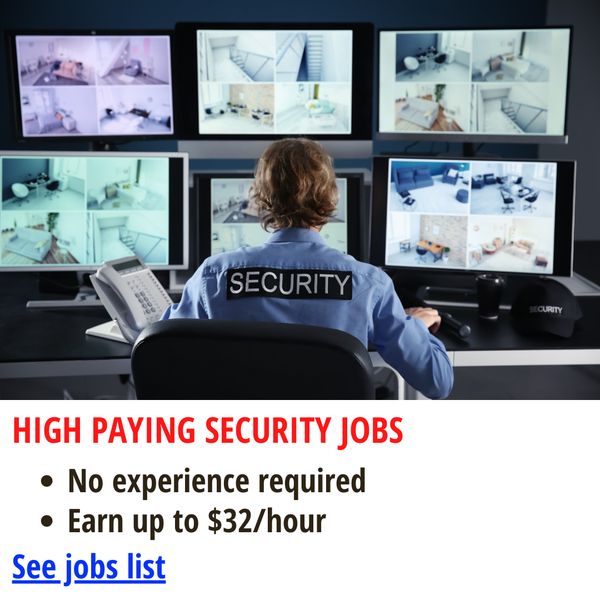 SECURITY
SECURITY
HIGH PAYING SECURITY JOBS
• No experience required
• Earn up to $32/hour
See jobs list